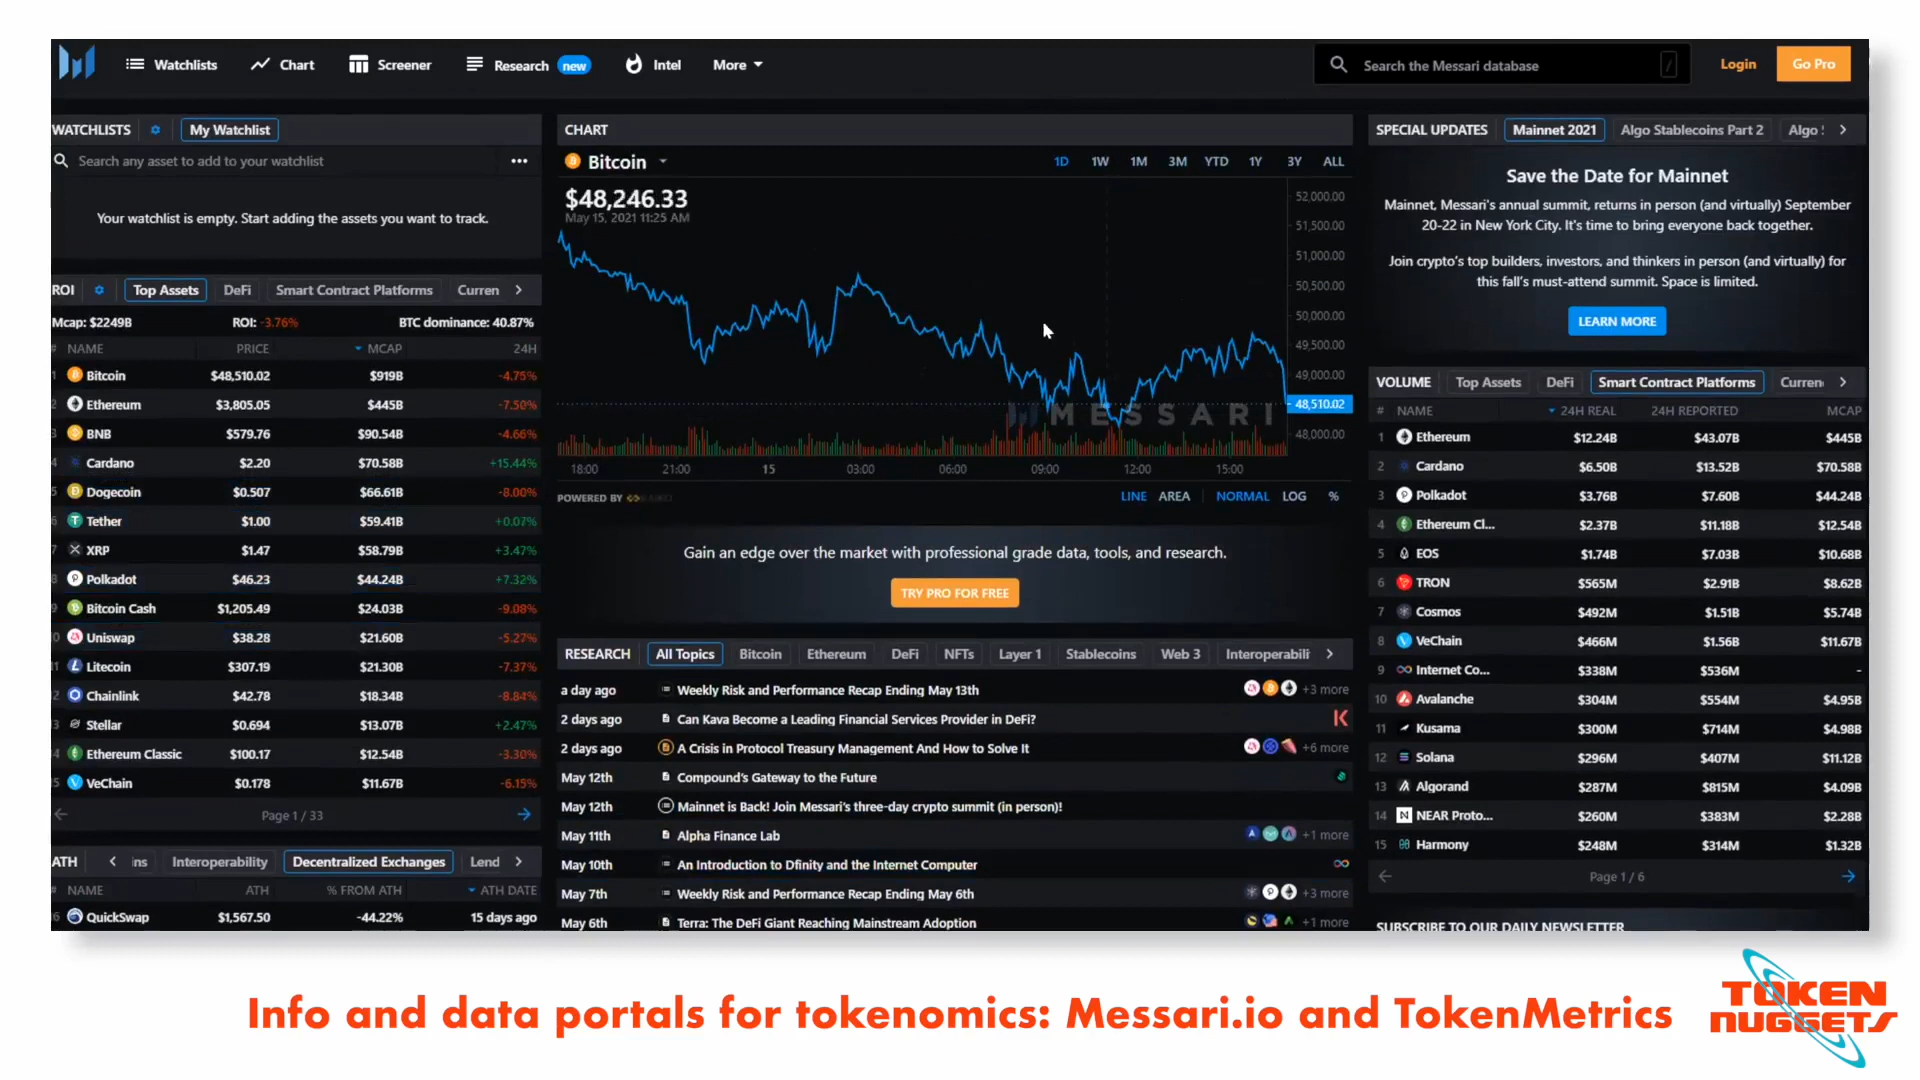 Watchlists Chart Screener Research new Intel More Search the Messari database / Login Go Pro
WATCHLISTS My Watchlist
Search any asset to add to your watchlist •••
Your watchlist is empty. Start adding the assets you want to track.
ROI Top Assets DeFi Smart Contract Platforms Curren
Mcap: $2249B ROI: -3.76% BTC dominance: 40.87%
NAME PRICE MCAP 24H
Bitcoin $48,510.02 $919B -4.75%
Ethereum $3,805.05 $445B -7.50%
BNB $579.76 $90.54B -4.66%
Cardano $2.20 $70.58B +15.44%
Dogecoin $0.507 $66.61B -8.00%
Tether $1.00 $59.41B +0.07%
XRP $1.47 $58.79B +3.47%
Polkadot $46.23 $44.24B +7.32%
Bitcoin Cash $1,205.49 $24.03B -9.08%
Uniswap $38.28 $21.60B -5.27%
Litecoin $307.19 $21.30B -7.37%
Chainlink $42.78 $18.34B -8.84%
Stellar $0.694 $13.07B +2.47%
Ethereum Classic $100.17 $12.54B -3.30%
VeChain $0.178 $11.67B -6.15%
Page 1 / 33
ATH ns Interoperability Decentralized Exchanges Lend
NAME ATH % FROM ATH ATH DATE
QuickSwap $1,567.50 -44.22% 15 days ago
CHART
Bitcoin 1D 1W 1M 3M YTD 1Y 3Y ALL
$48,246.33
May 15, 2021 11:25 AM
52,000.00
51,500.00
51,000.00
50,500.00
50,000.00
49,500.00
49,000.00
48,510.02
MESSARI
48,000.00
18:00 21:00 15 03:00 06:00 09:00 12:00 15:00
POWERED BY
LINE AREA NORMAL LOG %
Gain an edge over the market with professional grade data, tools, and research.
TRY PRO FOR FREE
RESEARCH All Topics Bitcoin Ethereum DeFi NFTs Layer 1 Stablecoins Web 3 Interoperabili
a day ago Weekly Risk and Performance Recap Ending May 13th +3 more
2 days ago Can Kava Become a Leading Financial Services Provider in DeFi?
2 days ago A Crisis in Protocol Treasury Management And How to Solve It +6 more
May 12th Compound's Gateway to the Future
May 12th Mainnet is Back! Join Messari's three-day crypto summit (in person)!
May 11th Alpha Finance Lab +1 more
May 10th An Introduction to Dfinity and the Internet Computer
May 7th Weekly Risk and Performance Recap Ending May 6th +3 more
May 6th Terra: The DeFi Giant Reaching Mainstream Adoption +1 more
SPECIAL UPDATES Mainnet 2021 Algo Stablecoins Part 2 Algo
Save the Date for Mainnet
Mainnet, Messari's annual summit, returns in person (and virtually) September
20-22 in New York City. It's time to bring everyone back together.
Join crypto's top builders, investors, and thinkers in person (and virtually) for
this fall's must-attend summit. Space is limited.
LEARN MORE
VOLUME Top Assets DeFi Smart Contract Platforms Curren
# NAME 24H REAL 24H REPORTED MCAP
1 Ethereum $12.24B $43.07B $445B
2 Cardano $6.50B $13.52B $70.58B
3 Polkadot $3.76B $7.60B $44.24B
4 Ethereum Cl... $2.37B $11.18B $12.54B
5 EOS $1.74B $7.03B $10.68B
6 TRON $565M $2.91B $8.62B
7 Cosmos $492M $1.51B $5.74B
8 VeChain $466M $1.56B $11.67B
9 Internet Co... $338M $536M -
10 Avalanche $304M $554M $4.95B
11 Kusama $300M $714M $4.98B
12 Solana $296M $407M $11.12B
13 Algorand $287M $815M $4.09B
14 NEAR Proto... $260M $383M $2.28B
15 Harmony $248M $314M $1.32B
Page 1 / 6
SUBSCRIBE TO OUR DAILY NEWSLETTER
Info and data portals for tokenomics: Messari.io and TokenMetrics
TOKEN
NUGGETS